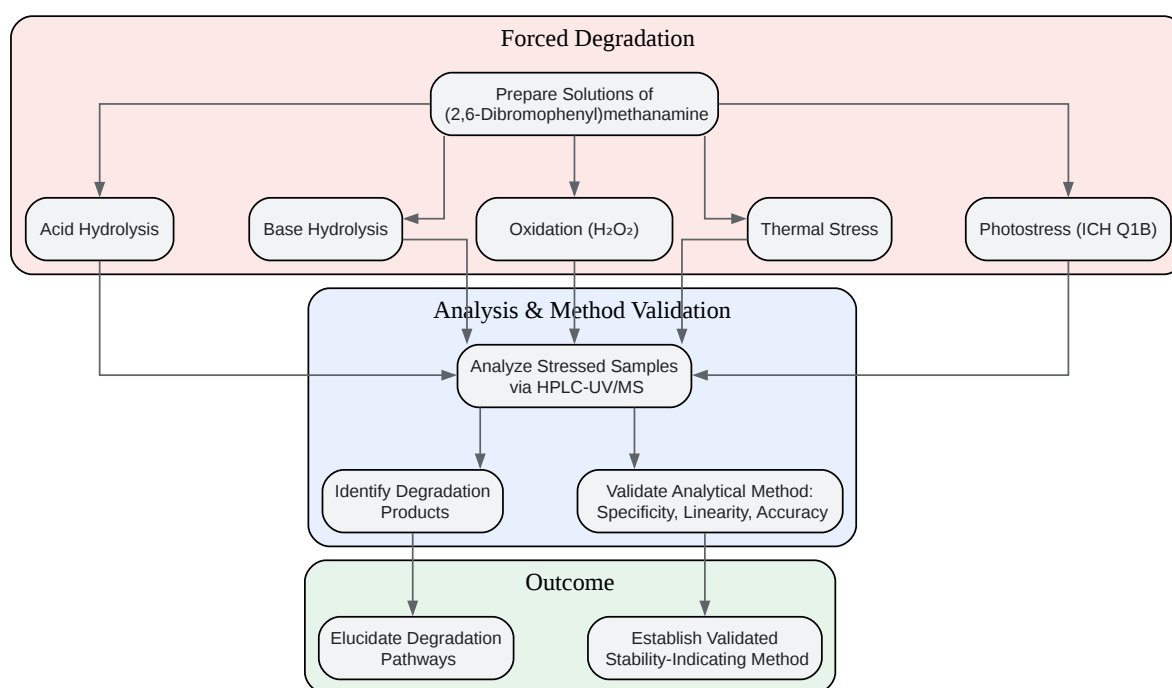 Forced Degradation
Prepare Solutions of
(2,6-Dibromophenyl)methanamine
Acid Hydrolysis
Base Hydrolysis
Oxidation (H₂O₂)
Thermal Stress
Photostress (ICH Q1B)
Analysis & Method Validation
Analyze Stressed Samples
via HPLC-UV/MS
Identify Degradation
Products
Validate Analytical Method:
Specificity, Linearity, Accuracy
Outcome
Elucidate Degradation
Pathways
Establish Validated
Stability-Indicating Method